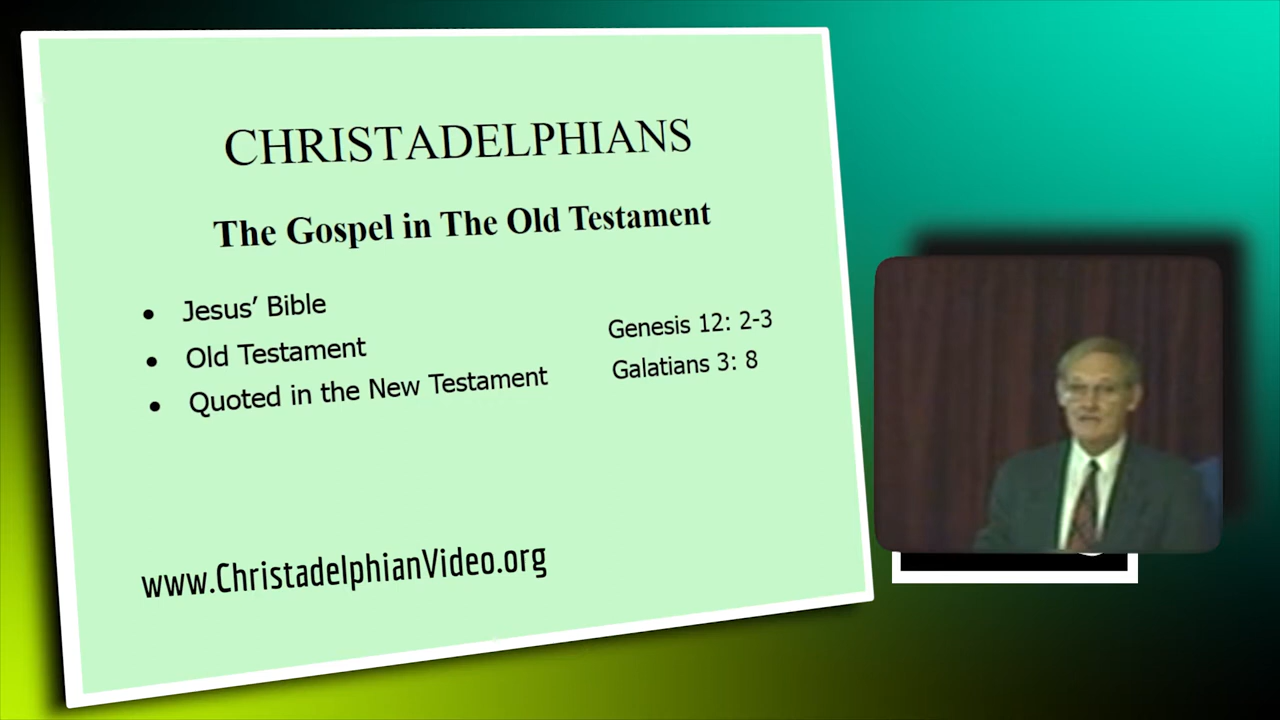 CHRISTADELPHIANS
The Gospel in The Old Testament
• Jesus’ Bible
• Old Testament
• Quoted in the New Testament
Genesis 12: 2-3
Galatians 3: 8
www.ChristadelphianVideo.org